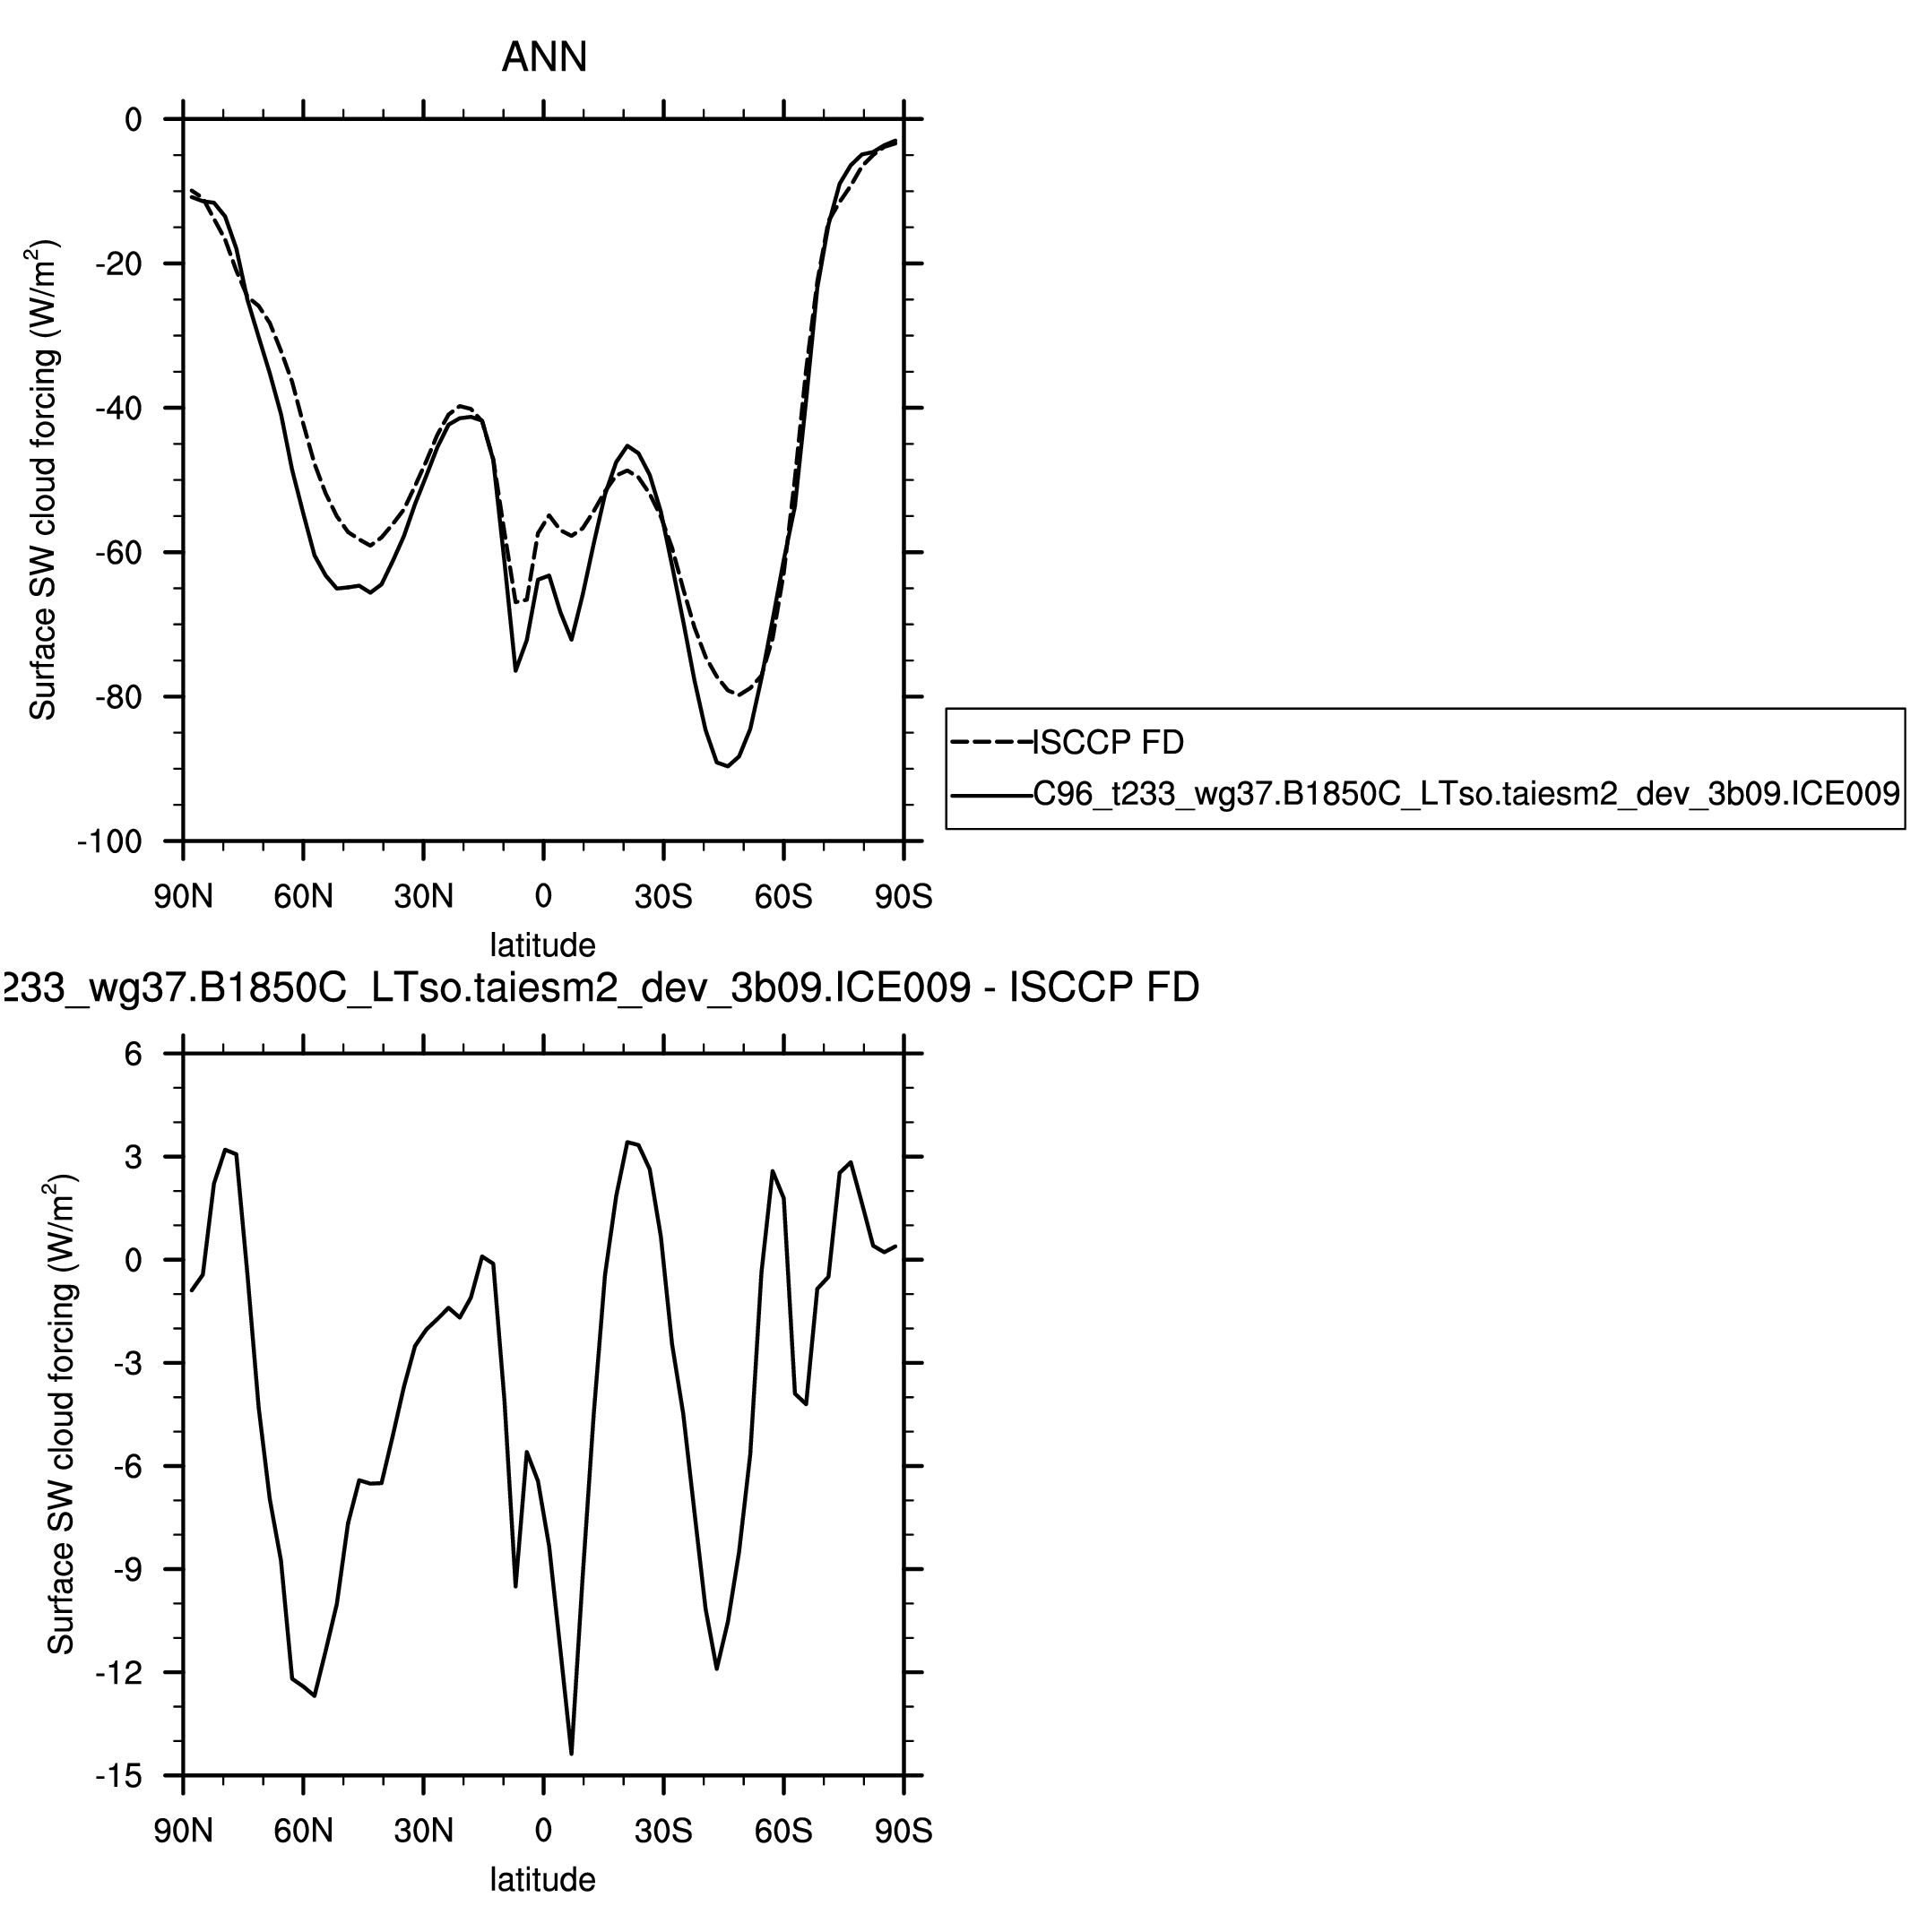 ANN
0
-20
-40
-60
-80
-100
Surface SW cloud forcing (W/m²)
90N 60N 30N 0 30S 60S 90S
latitude
ISCCP FD
C96_t233_wg37.B1850C_LTso.taiesm2_dev_3b09.ICE009
233_wg37.B1850C_LTso.taiesm2_dev_3b09.ICE009 - ISCCP FD
6
3
0
-3
-6
-9
-12
-15
Surface SW cloud forcing (W/m²)
90N 60N 30N 0 30S 60S 90S
latitude